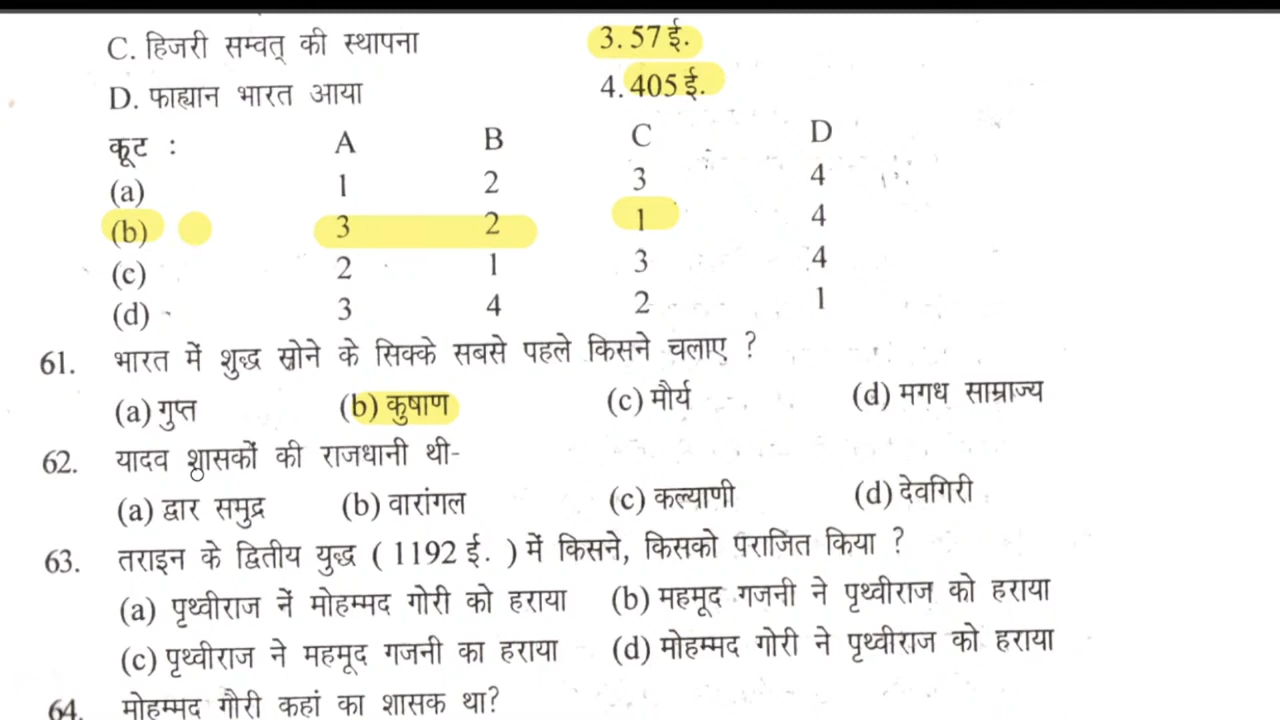 C. हिजरी सम्वत् की स्थापना 3. 57 ई.
D. फाह्यान भारत आया 4. 405 ई.
कूट : A B C D
(a) 1 2 3 4
(b) 3 2 1 4
(c) 2 1 3 4
(d) 3 4 2 1
61. भारत में शुद्ध सोने के सिक्के सबसे पहले किसने चलाए ?
(a) गुप्त (b) कुषाण (c) मौर्य (d) मगध साम्राज्य
62. यादव शासकों की राजधानी थी-
(a) द्वार समुद्र (b) वारांगल (c) कल्याणी (d) देवगिरी
63. तराइन के द्वितीय युद्ध ( 1192 ई. ) में किसने, किसको पराजित किया ?
(a) पृथ्वीराज नें मोहम्मद गोरी को हराया (b) महमूद गजनी ने पृथ्वीराज को हराया
(c) पृथ्वीराज ने महमूद गजनी का हराया (d) मोहम्मद गोरी ने पृथ्वीराज को हराया
64. मोहम्मद गौरी कहां का शासक था?